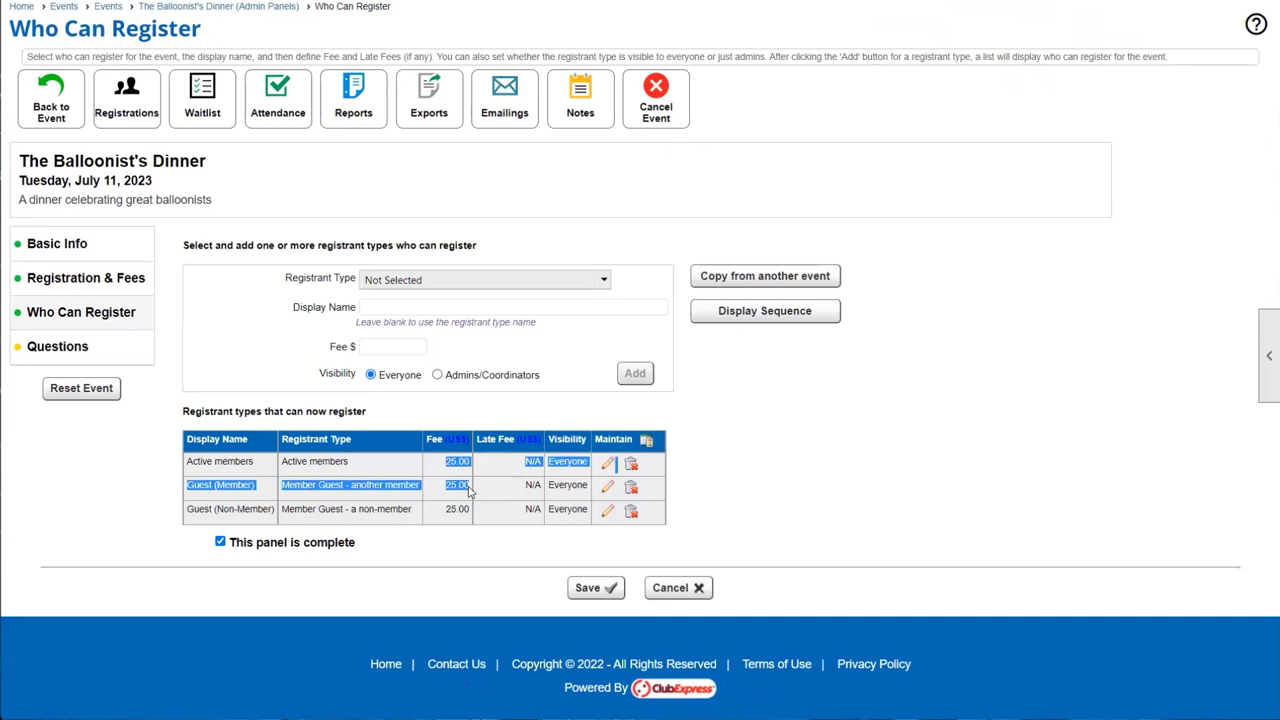 Home > Events > Events > The Balloonist's Dinner (Admin Panels) > Who Can Register
Who Can Register
Select who can register for the event, the display name, and then define Fee and Late Fees (if any). You can also set whether the registrant type is visible to everyone or just admins. After clicking the 'Add' button for a registrant type, a list will display who can register for the event.
Back to Event
Registrations
Waitlist
Attendance
Reports
Exports
Emailings
Notes
Cancel Event
The Balloonist's Dinner
Tuesday, July 11, 2023
A dinner celebrating great balloonists
Basic Info
Registration & Fees
Who Can Register
Questions
Reset Event
Select and add one or more registrant types who can register
Registrant Type Not Selected
Display Name
Leave blank to use the registrant type name
Fee $
Visibility Everyone Admins/Coordinators Add
Copy from another event
Display Sequence
Registrant types that can now register
Display Name Registrant Type Fee (US$) Late Fee (US$) Visibility Maintain
Active members Active members 25.00 N/A Everyone
Guest (Member) Member Guest - another member 25.00 N/A Everyone
Guest (Non-Member) Member Guest - a non-member 25.00 N/A Everyone
This panel is complete
Save Cancel
Home | Contact Us | Copyright © 2022 - All Rights Reserved | Terms of Use | Privacy Policy
Powered By ClubExpress